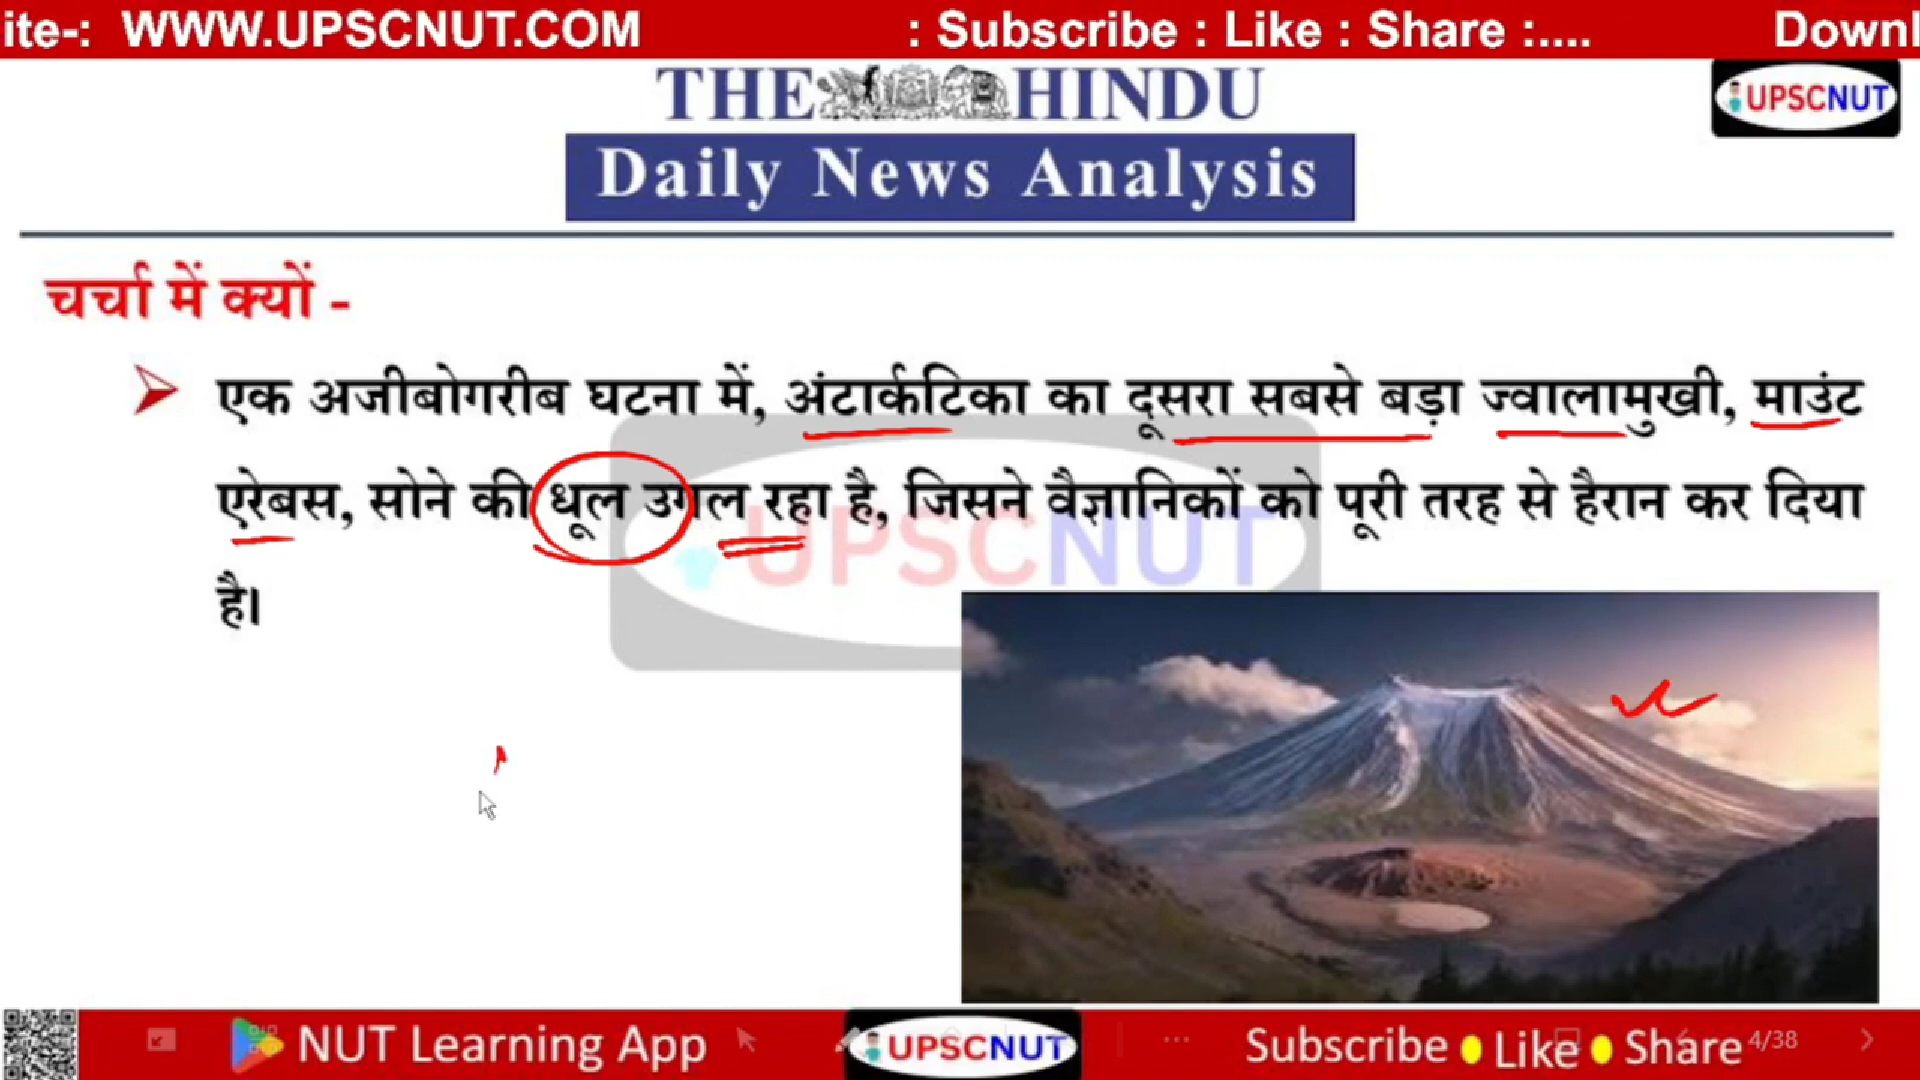 ite-: WWW.UPSCNUT.COM : Subscribe : Like : Share :.... Downl
THE HINDU
UPSCNUT
Daily News Analysis
चर्चा में क्यों -
एक अजीबोगरीब घटना में, अंटार्कटिका का दूसरा सबसे बड़ा ज्वालामुखी, माउंट
एरेबस, सोने की धूल उगल रहा है, जिसने वैज्ञानिकों को पूरी तरह से हैरान कर दिया
है।
UPSCNUT
NUT Learning App UPSCNUT Subscribe Like Share 4/38